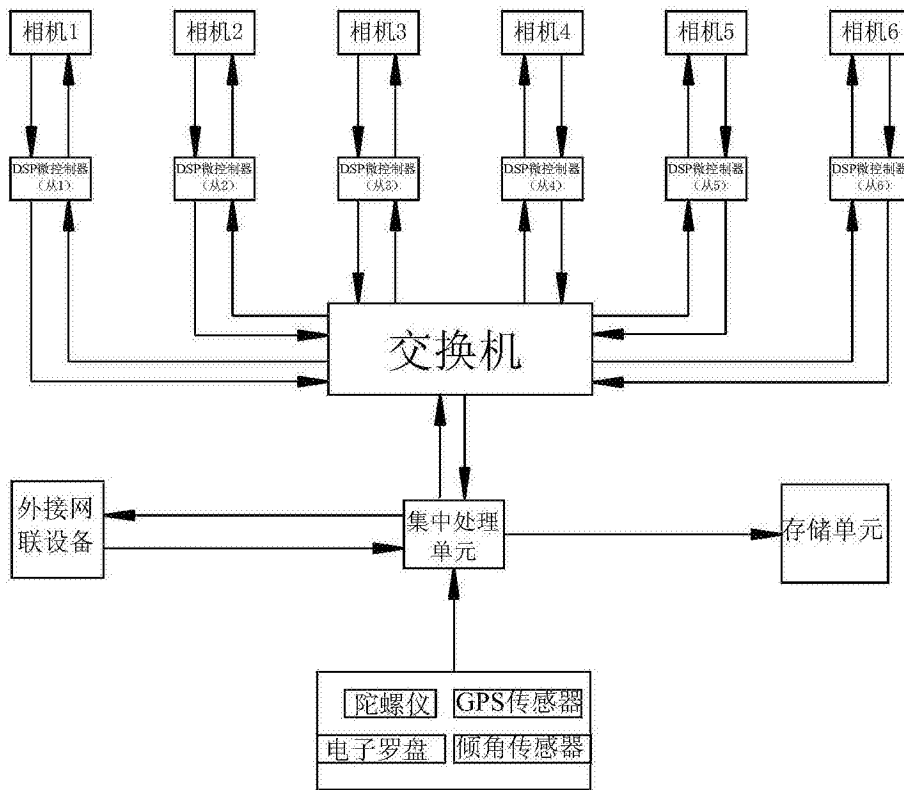 相机1
相机2
相机3
相机4
相机5
相机6
DSP微控制器
（从1）
DSP微控制器
（从2）
DSP微控制器
（从3）
DSP微控制器
（从4）
DSP微控制器
（从5）
DSP微控制器
（从6）
交换机
外接网
联设备
集中处理
单元
存储单元
陀螺仪
GPS传感器
电子罗盘
倾角传感器